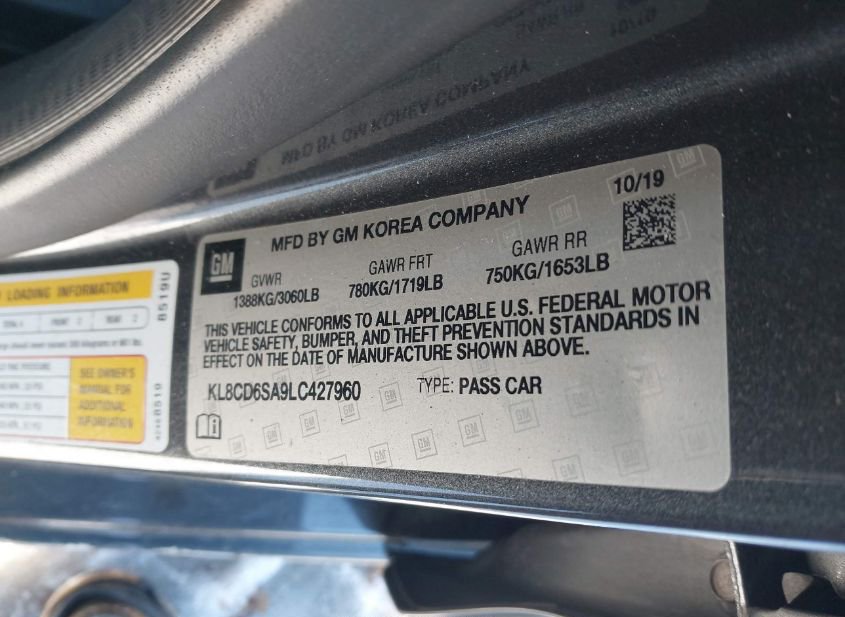 MFD BY GM KOREA COMPANY
10/19
GM
GVWR
1388KG/3060LB
GAWR FRT
780KG/1719LB
GAWR RR
750KG/1653LB
THIS VEHICLE CONFORMS TO ALL APPLICABLE U.S. FEDERAL MOTOR
VEHICLE SAFETY, BUMPER, AND THEFT PREVENTION STANDARDS IN
EFFECT ON THE DATE OF MANUFACTURE SHOWN ABOVE.
KL8CD6SA9LC427960
TYPE: PASS CAR
LOADING INFORMATION
8519U
SEE OWNER'S
MANUAL FOR
ADDITIONAL
INFORMATION